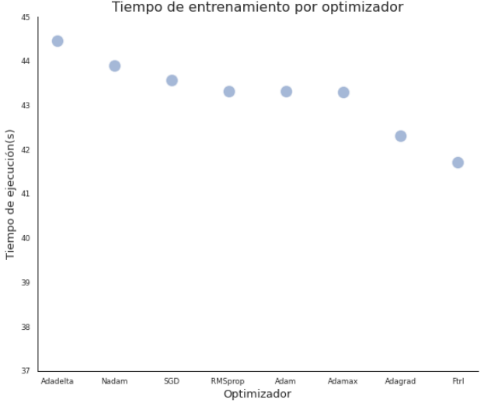 Tiempo de entrenamiento por optimizador
45
44
43
42
41
40
39
38
37
Tiempo de ejecución(s)
Adadelta Nadam SGD RMSprop Adam Adamax Adagrad Ftrl
Optimizador